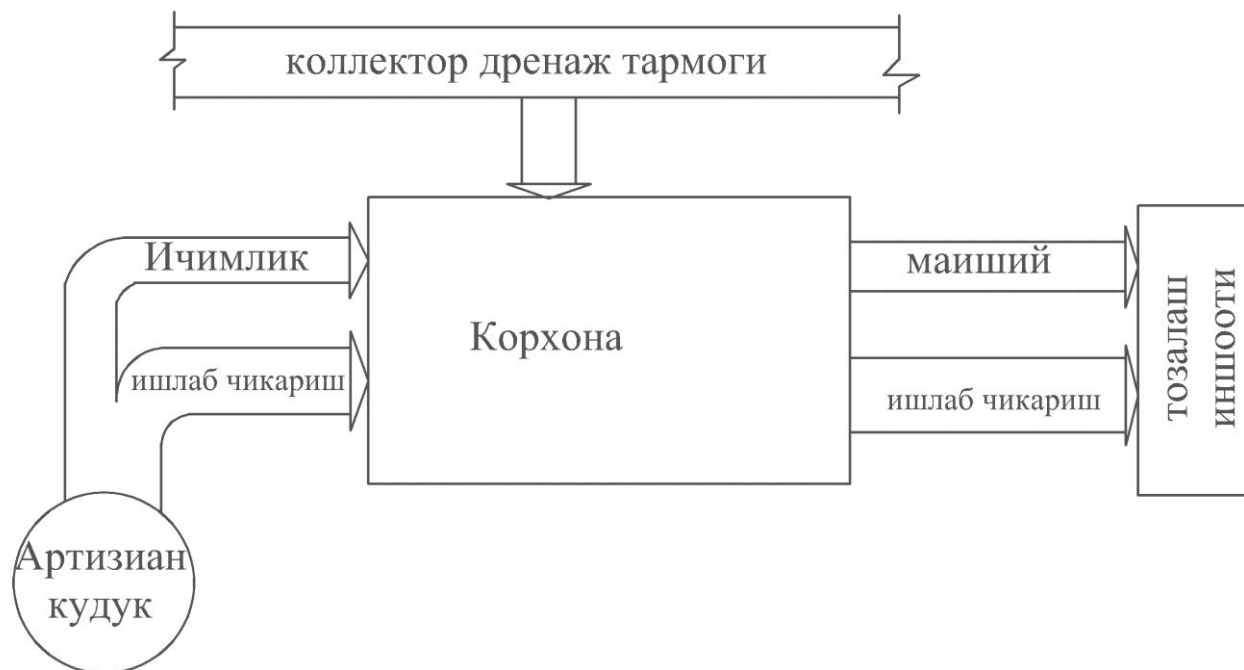 коллектор дренаж тармоги
Ичимлик
маиший
Корхона
ишлаб чикариш
ишлаб чикариш
тозалаш
иншооти
Артизиан
кудук